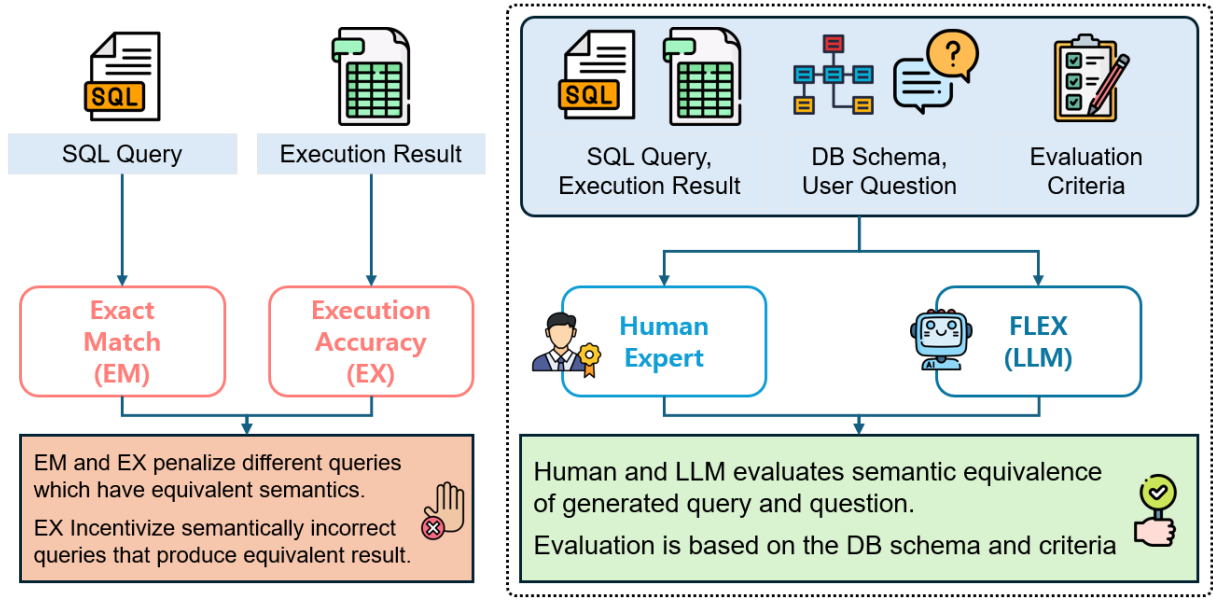 SQL
SQL Query
Execution Result
Exact
Match
(EM)
Execution
Accuracy
(EX)
EM and EX penalize different queries
which have equivalent semantics.
EX Incentivize semantically incorrect
queries that produce equivalent result.
SQL
?
SQL Query,
Execution Result
DB Schema,
User Question
Evaluation
Criteria
Human
Expert
AI
FLEX
(LLM)
Human and LLM evaluates semantic equivalence
of generated query and question.
Evaluation is based on the DB schema and criteria